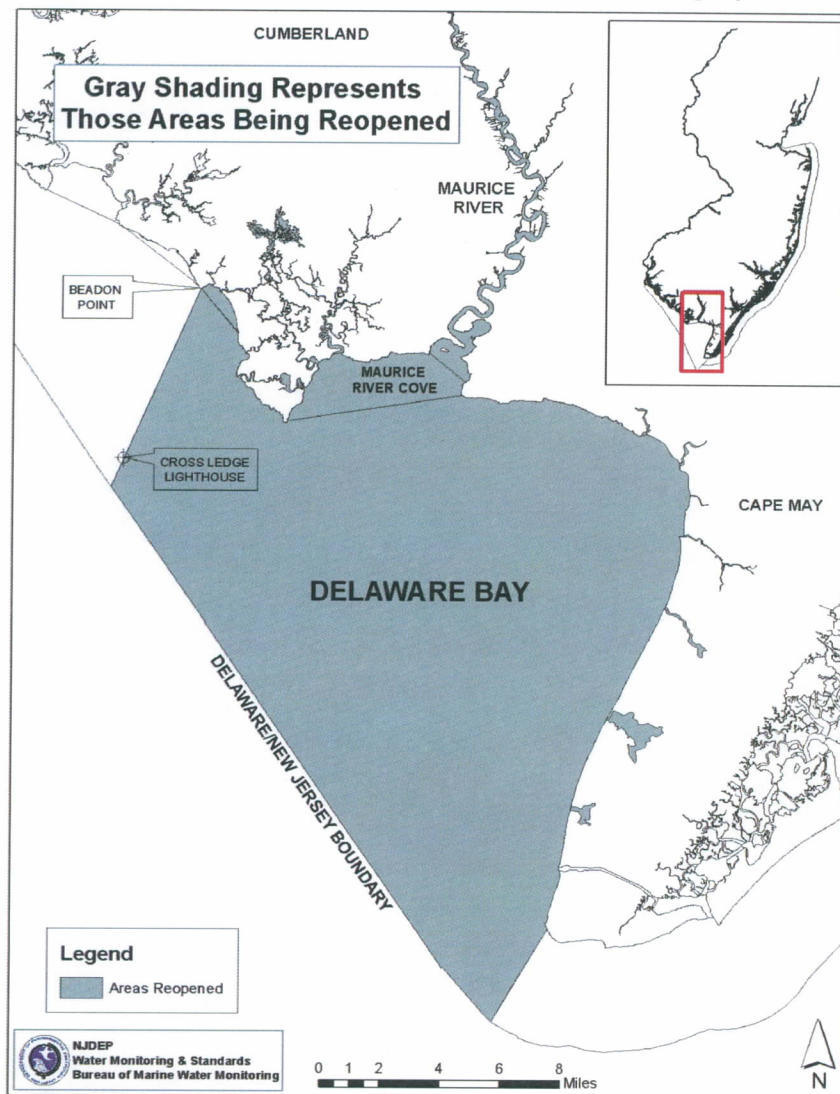 CUMBERLAND
Gray Shading Represents
Those Areas Being Reopened
MAURICE
RIVER
BEADON
POINT
MAURICE
RIVER COVE
CROSS LEDGE
LIGHTHOUSE
CAPE MAY
DELAWARE BAY
DELAWARE/NEW JERSEY BOUNDARY
Legend
Areas Reopened
NJDEP
Water Monitoring & Standards
Bureau of Marine Water Monitoring
0 1 2 4 6 8
Miles
N